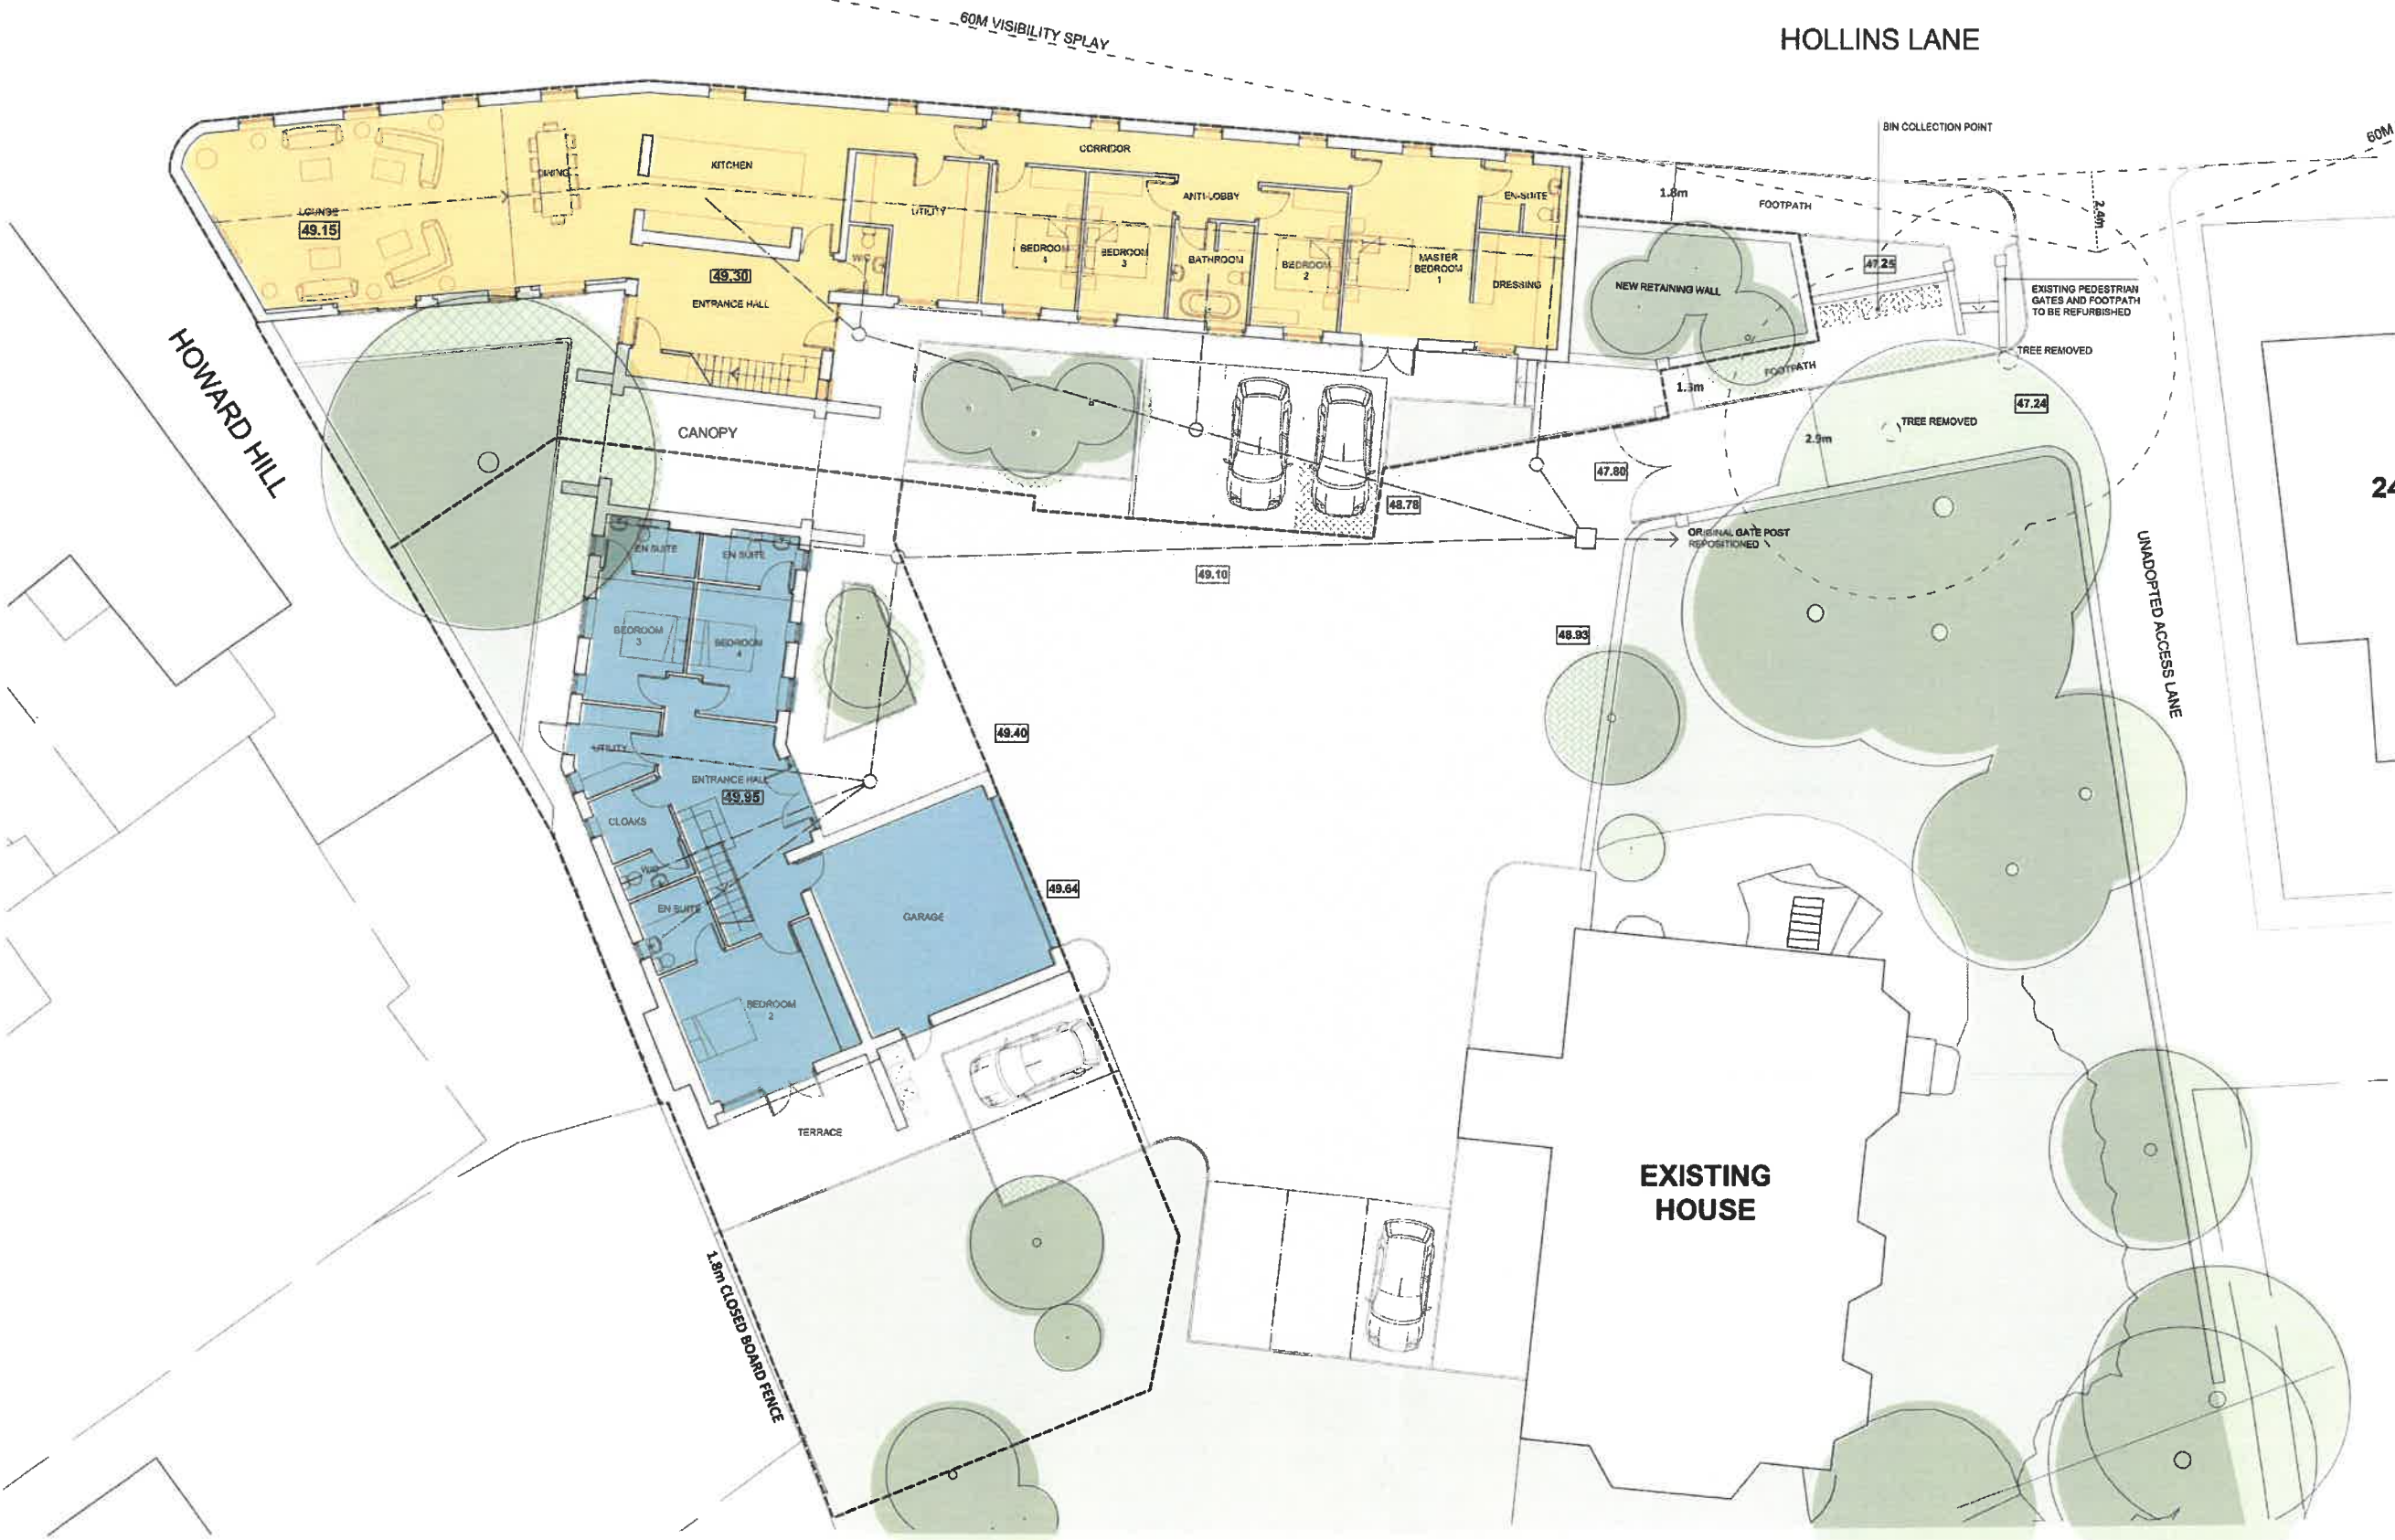 60M VISIBILITY SPLAY
HOLLINS LANE
BIN COLLECTION POINT
60M
CORRIDOR
KITCHEN
DINING
LOUNGE
49.15
UTILITY
ANTI-LOBBY
EN-SUITE
1.8m
FOOTPATH
2.4m
BEDROOM
4
BEDROOM
3
BATHROOM
BEDROOM
2
MASTER
BEDROOM
1
DRESSING
WC
49.30
ENTRANCE HALL
NEW RETAINING WALL
47.25
EXISTING PEDESTRIAN
GATES AND FOOTPATH
TO BE REFURBISHED
TREE REMOVED
FOOTPATH
HOWARD HILL
47.24
TREE REMOVED
2.9m
CANOPY
47.80
24
48.78
ORIGINAL GATE POST
REPOSITIONED
UNADOPTED ACCESS LANE
EN SUITE
EN SUITE
49.10
BEDROOM
3
BEDROOM
4
48.93
49.40
UTILITY
ENTRANCE HALL
49.95
CLOAKS
49.64
EN SUITE
GARAGE
BEDROOM
2
TERRACE
EXISTING
HOUSE
1.8m CLOSED BOARD FENCE